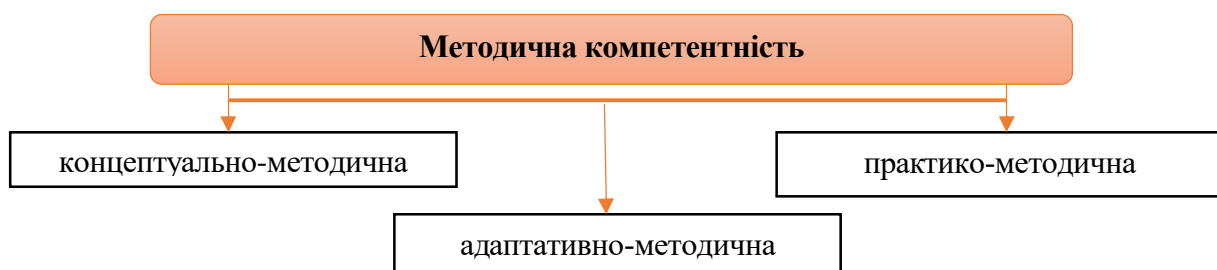 Методична компетентність
концептуально-методична
практико-методична
адаптативно-методична